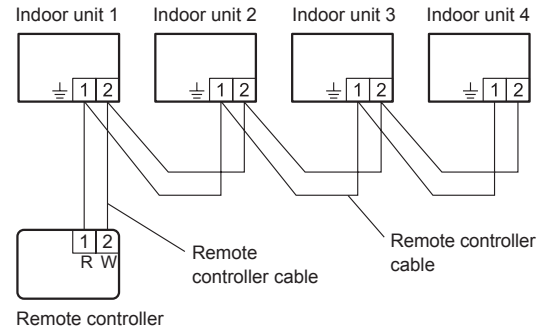 Indoor unit 1
Indoor unit 2
Indoor unit 3
Indoor unit 4
1 2
1 2
1 2
1 2
1 2
R W
Remote
controller cable
Remote controller
cable
Remote controller